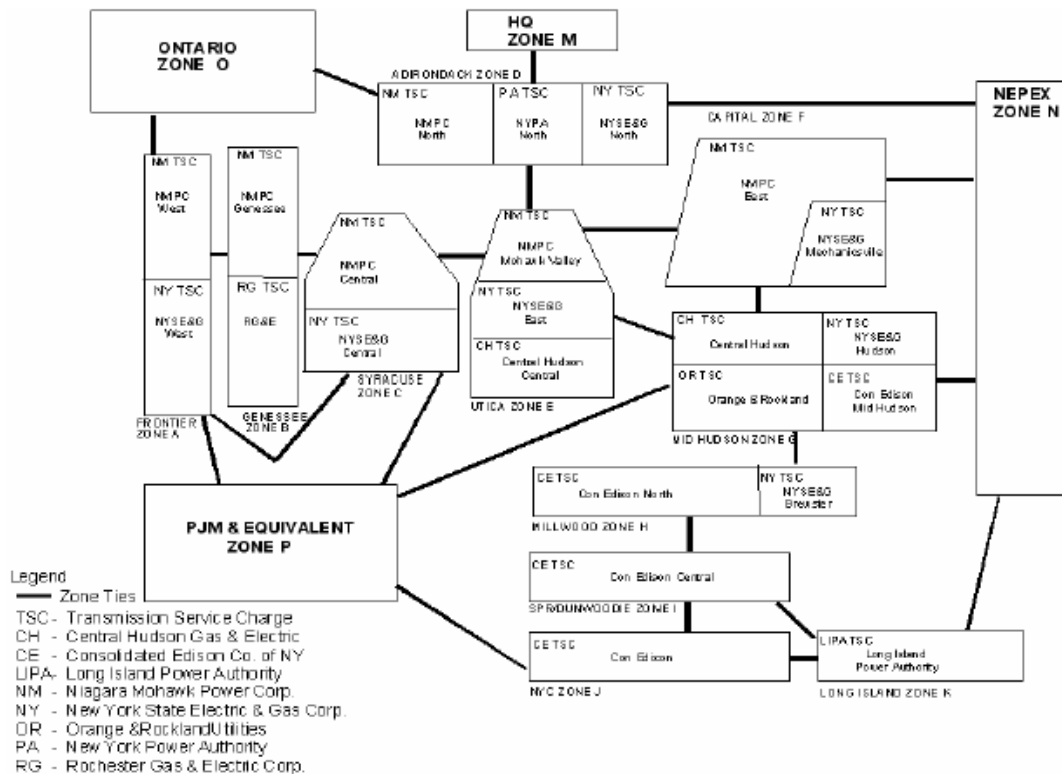 ONTARIO
ZONE O
HQ
ZONE M
NEPEX
ZONE N
ADIRONDACK ZONE D
NM TSC
NMPC
North
PA TSC
NYPA
North
NY TSC
NYSE&G
North
CAPITAL ZONE F
NM TSC
NMPC
West
NY TSC
NYSE&G
West
FRONTIER
ZONE A
NM TSC
NMPC
Genessee
RG TSC
RG&E
GENESSEE
ZONE B
NM TSC
NMPC
Central
NY TSC
NYSE&G
Central
SYRACUSE
ZONE C
NM TSC
NMPC
Mohawk Valley
NY TSC
NYSE&G
East
CH TSC
Central Hudson
Central
UTICA ZONE E
NM TSC
NMPC
East
NY TSC
NYSE&G
Mechanicsville
CH TSC
Central Hudson
NY TSC
NYSE&G
Hudson
OR TSC
Orange & Rockland
CE TSC
Con Edison
Mid Hudson
MID HUDSON ZONE G
PJM & EQUIVALENT
ZONE P
CE TSC
Con Edison North
NY TSC
NYSE&G
Brewster
MILLWOOD ZONE H
CE TSC
Con Edison Central
SPR/DUNWOODIE ZONE I
CE TSC
Con Edison
NYC ZONE J
LIPA TSC
Long Island
Power Authority
LONG ISLAND ZONE K
Legend
Zone Ties
TSC - Transmission Service Charge
CH - Central Hudson Gas & Electric
CE - Consolidated Edison Co. of NY
LIPA- Long Island Power Authority
NM - Niagara Mohawk Power Corp.
NY - New York State Electric & Gas Corp.
OR - Orange &RocklandUtilities
PA - New York Power Authority
RG - Rochester Gas & Electric Corp.